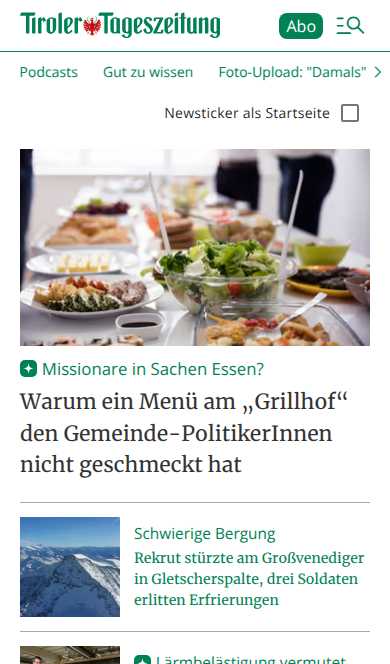 Tiroler Tageszeitung
Abo
Podcasts Gut zu wissen Foto-Upload: "Damals"
Newsticker als Startseite
Missionare in Sachen Essen?
Warum ein Menü am „Grillhof“
den Gemeinde-PolitikerInnen
nicht geschmeckt hat
Schwierige Bergung
Rekrut stürzte am Großvenediger
in Gletscherspalte, drei Soldaten
erlitten Erfrierungen
Lärmbelästigung vermutet